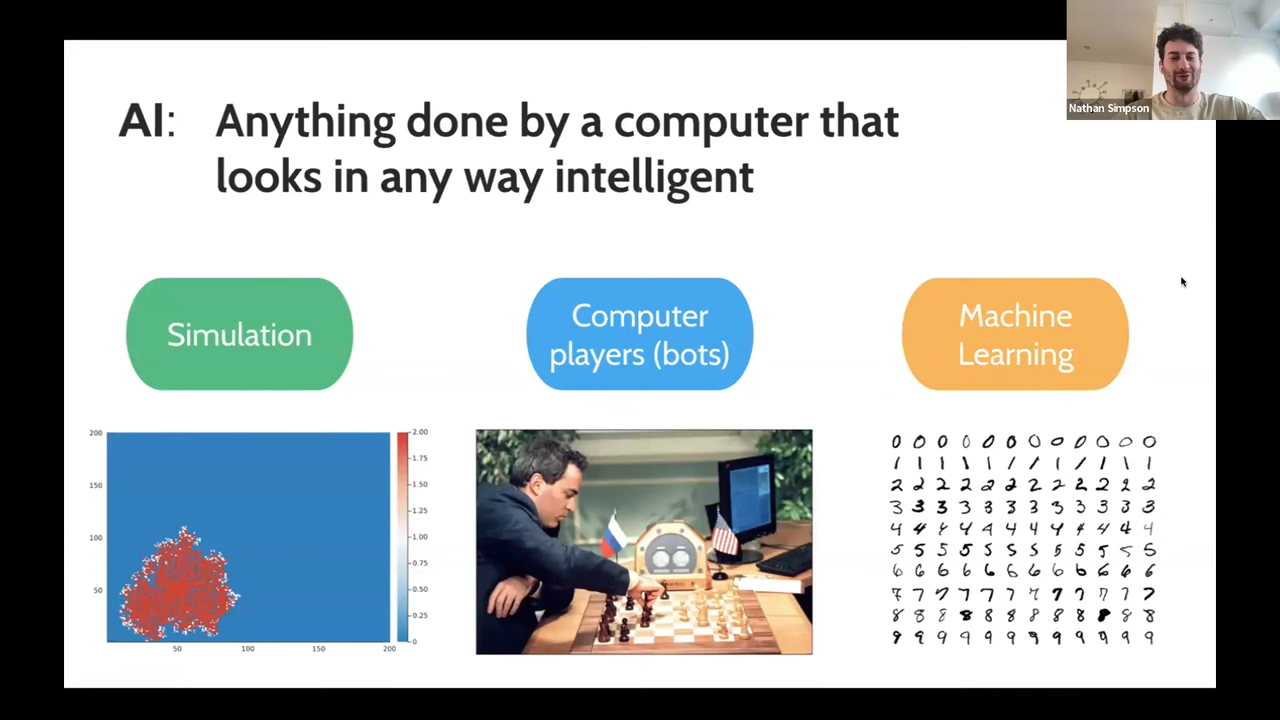 Nathan Simpson
AI: Anything done by a computer that
looks in any way intelligent
Simulation
Computer
players (bots)
Machine
Learning
200
150
100
50
50
100
150
200
2.00
1.75
1.50
1.25
1.00
0.75
0.50
0.25
0
0 0 0 0 0 0 0 0 0 0 0 0
1 1 1 1 1 1 1 1 1 1 1 1
2 2 2 2 2 2 2 2 2 2 2 2
3 3 3 3 3 3 3 3 3 3 3 3
4 4 4 4 4 4 4 4 4 4 4 4
5 5 5 5 5 5 5 5 5 5 5 5
6 6 6 6 6 6 6 6 6 6 6 6
7 7 7 7 7 7 7 7 7 7 7 7
8 8 8 8 8 8 8 8 8 8 8 8
9 9 9 9 9 9 9 9 9 9 9 9